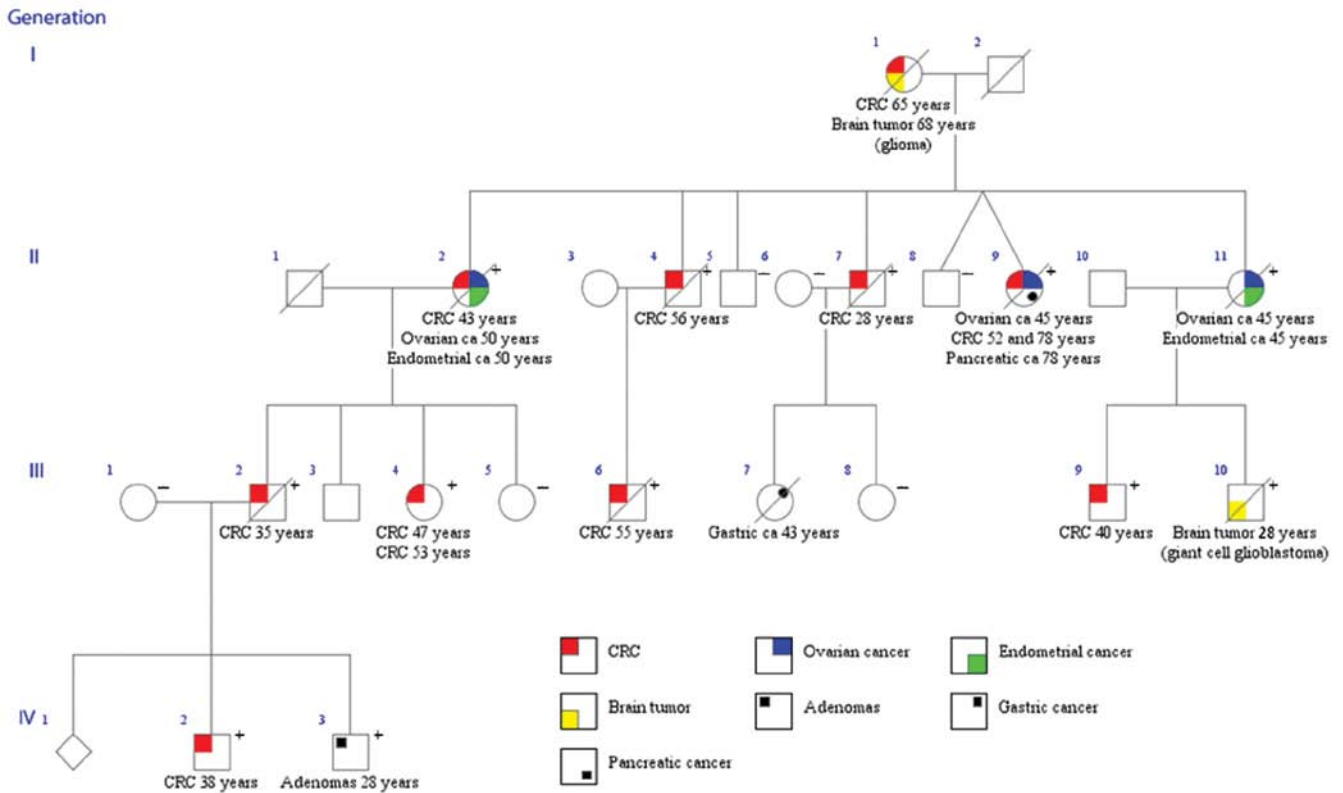 Generation
I
1 2
CRC 65 years
Brain tumor 68 years
(glioma)
II
1 2 + 3 4 + 5 − 6 − 7 + 8 − 9 + 10 11 +
CRC 43 years
Ovarian ca 50 years
Endometrial ca 50 years
CRC 56 years
CRC 28 years
Ovarian ca 45 years
CRC 52 and 78 years
Pancreatic ca 78 years
Ovarian ca 45 years
Endometrial ca 45 years
III
1 − 2 + 3 4 + 5 − 6 + 7 8 − 9 + 10 +
CRC 35 years
CRC 47 years
CRC 53 years
CRC 55 years
Gastric ca 43 years
CRC 40 years
Brain tumor 28 years
(giant cell glioblastoma)
IV
1 2 + 3 +
CRC 38 years
Adenomas 28 years
CRC
Ovarian cancer
Endometrial cancer
Brain tumor
Adenomas
Gastric cancer
Pancreatic cancer